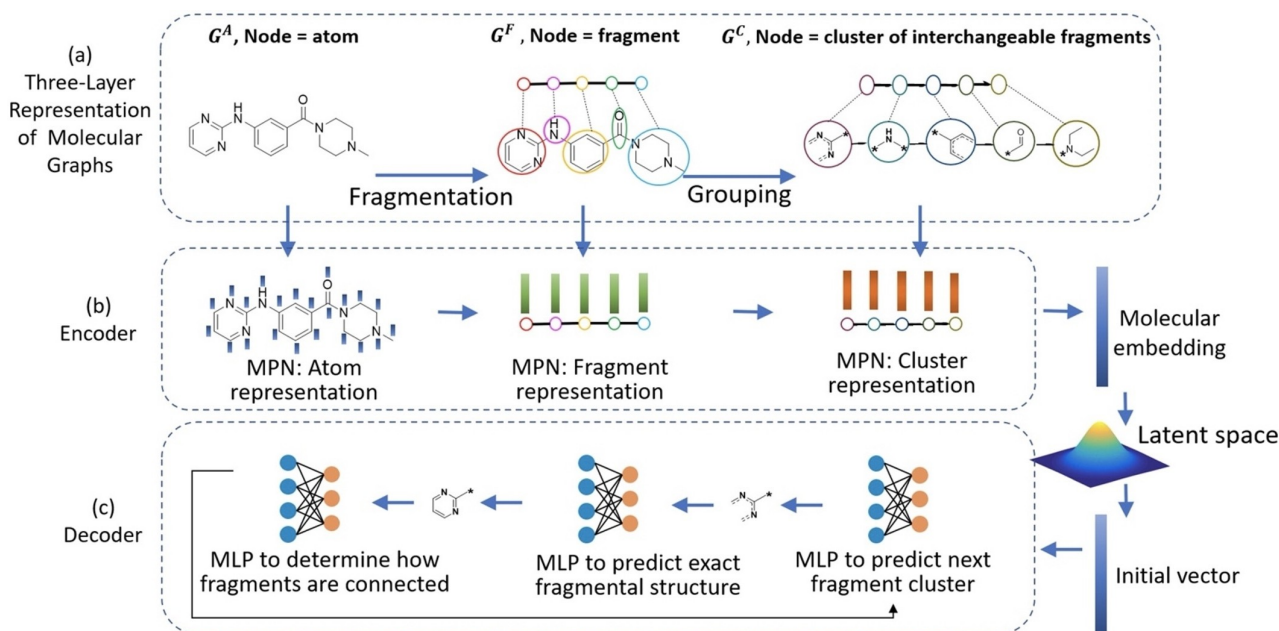 (a)
Three-Layer
Representation
of Molecular
Graphs
G^A, Node = atom
G^F , Node = fragment
G^C, Node = cluster of interchangeable fragments
N
N
H
N
O
N
N
N
N
H
N
O
N
N
N
N
*
*
H
N
*
*
*
O
*
N
Fragmentation
Grouping
(b)
Encoder
N
N
H
N
O
N
N
MPN: Atom
representation
MPN: Fragment
representation
MPN: Cluster
representation
Molecular
embedding
Latent space
(c)
Decoder
N
N
*
N
N
*
MLP to determine how
fragments are connected
MLP to predict exact
fragmental structure
MLP to predict next
fragment cluster
Initial vector